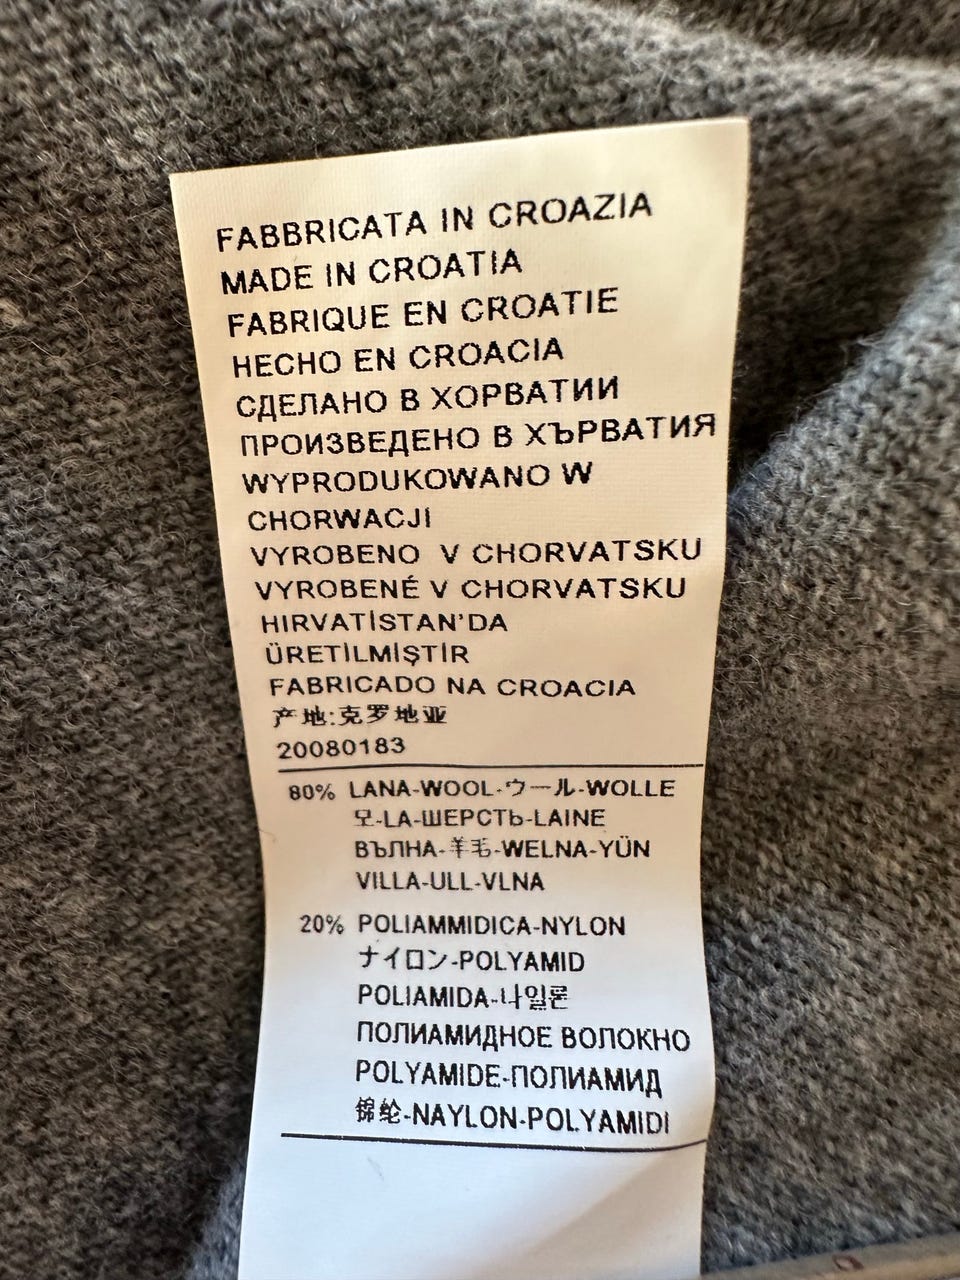 FABBRICATA IN CROAZIA
MADE IN CROATIA
FABRIQUE EN CROATIE
HECHO EN CROACIA
СДЕЛАНО В ХОРВАТИИ
ПРОИЗВЕДЕНО В ХЪРВАТИЯ
WYPRODUKOWANO W
CHORWACJI
VYROBENO V CHORVATSKU
VYROBENÉ V CHORVATSKU
HIRVATİSTAN'DA
ÜRETİLMİŞTİR
FABRICADO NA CROACIA
产地:克罗地亚
20080183
80% LANA-WOOL-ウール-WOLLE
모-LA-ШЕРСТЬ-LAINE
ВЪЛНА-羊毛-WELNA-YÜN
VILLA-ULL-VLNA
20% POLIAMMIDICA-NYLON
ナイロン-POLYAMID
POLIAMIDA-나일론
ПОЛИАМИДНОЕ ВОЛОКНО
POLYAMIDE-ПОЛИАМИД
锦纶-NAYLON-POLYAMIDI